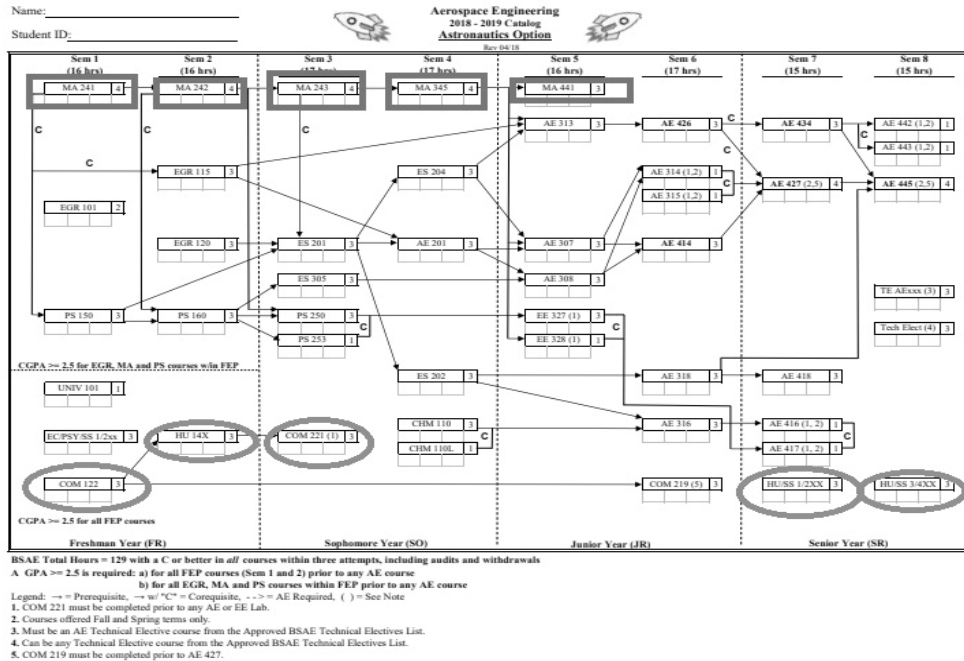 Name:
Student ID:
Aerospace Engineering
2018 - 2019 Catalog
Astronautics Option
Rev 04/18
Sem 1 Sem 2 Sem 3 Sem 4 Sem 5 Sem 6 Sem 7 Sem 8
(16 hrs) (16 hrs) (17 hrs) (17 hrs) (16 hrs) (17 hrs) (15 hrs) (15 hrs)
MA 241 4 MA 242 4 MA 243 4 MA 345 4 MA 441 3
C C AE 313 3 AE 426 3 C AE 434 3 AE 442 (1,2) 1
C C AE 443 (1,2) 1
C EGR 115 3 ES 204 3 AE 314 (1,2) 1 C AE 427 (2,5) 4 AE 445 (2,5) 4
AE 315 (1,2) 1
EGR 101 2
EGR 120 3 ES 201 3 AE 201 3 AE 307 3 AE 414 3
ES 305 3 AE 308 3
TE AExxx (3) 3
PS 150 3 PS 160 3 PS 250 3 EE 327 (1) 3
C C Tech Elect (4) 3
PS 253 1 EE 328 (1) 1
CGPA >= 2.5 for EGR, MA and PS courses w/in FEP
ES 202 3 AE 318 3 AE 418 3
UNIV 101 1
CHM 110 3 AE 316 3 AE 416 (1, 2) 1
EC/PSY/SS 1/2xx 3 HU 14X 3 COM 221 (1) 3 C C
CHM 110L 1 AE 417 (1, 2) 1
COM 122 3 COM 219 (5) 3 HU/SS 1/2XX 3 HU/SS 3/4XX 3
CGPA >= 2.5 for all FEP courses
Freshman Year (FR) Sophomore Year (SO) Junior Year (JR) Senior Year (SR)
BSAE Total Hours = 129 with a C or better in all courses within three attempts, including audits and withdrawals
A GPA >= 2.5 is required: a) for all FEP courses (Sem 1 and 2) prior to any AE course
b) for all EGR, MA and PS courses within FEP prior to any AE course
Legend: → = Prerequisite, → w/ "C" = Corequisite, - - > = AE Required, ( ) = See Note
1. COM 221 must be completed prior to any AE or EE Lab.
2. Courses offered Fall and Spring terms only.
3. Must be an AE Technical Elective course from the Approved BSAE Technical Electives List.
4. Can be any Technical Elective course from the Approved BSAE Technical Electives List.
5. COM 219 must be completed prior to AE 427.